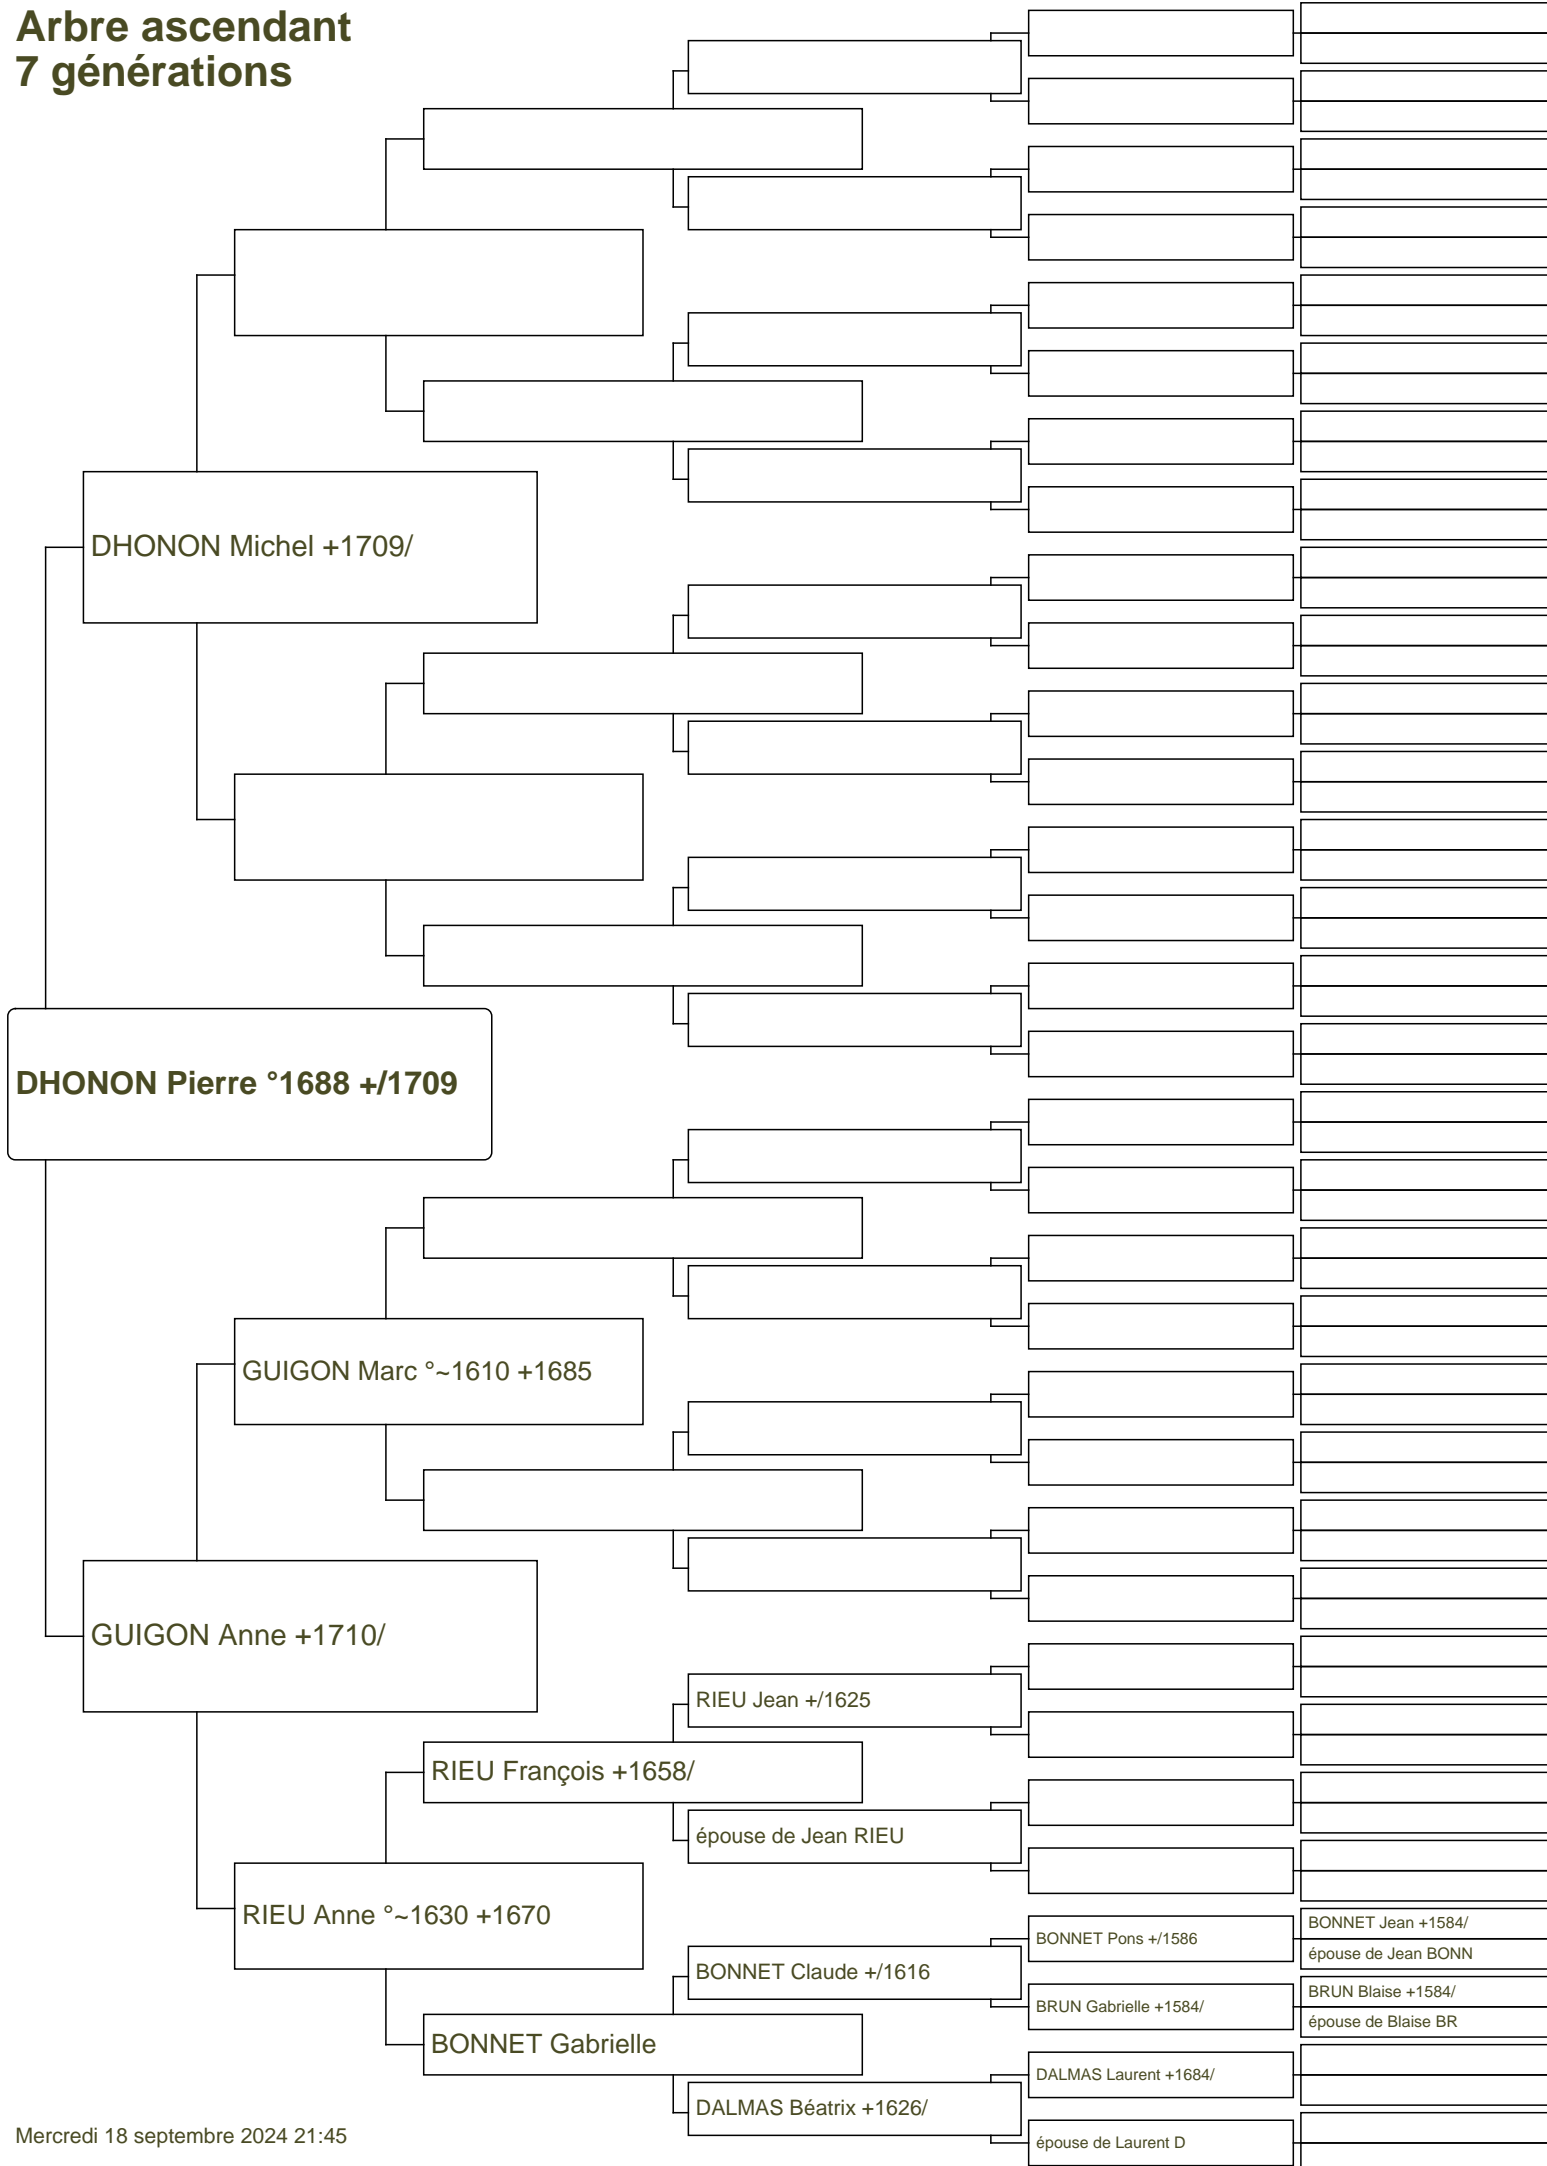 Arbre ascendant
7 générations
DHONON Michel +1709/
DHONON Pierre °1688 +/1709
GUIGON Marc °~1610 +1685
GUIGON Anne +1710/
RIEU Jean +/1625
RIEU François +1658/
épouse de Jean RIEU
RIEU Anne °~1630 +1670
BONNET Jean +1584/
BONNET Pons +/1586
épouse de Jean BONN
BONNET Claude +/1616
BRUN Blaise +1584/
BRUN Gabrielle +1584/
épouse de Blaise BR
BONNET Gabrielle
DALMAS Laurent +1684/
DALMAS Béatrix +1626/
épouse de Laurent D
Mercredi 18 septembre 2024 21:45